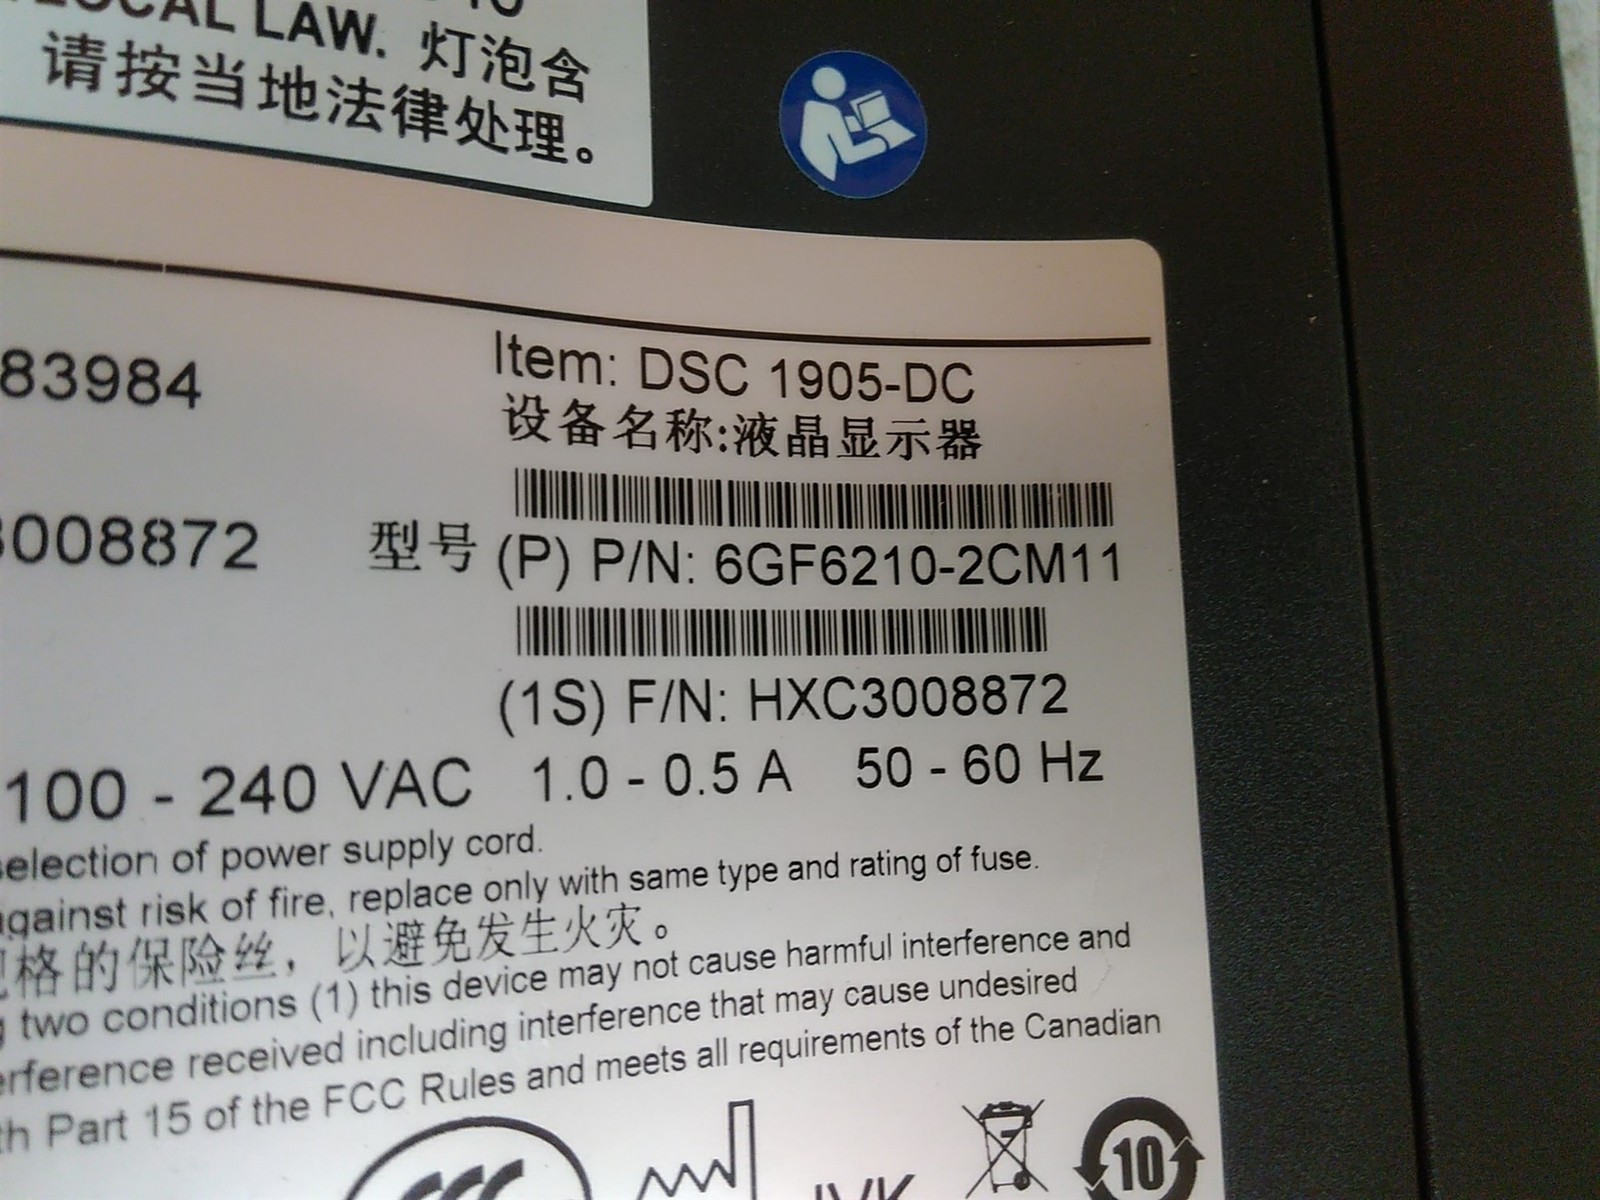 LOCAL LAW. 灯泡含
请按当地法律处理。
83984
Item: DSC 1905-DC
设备名称:液晶显示器
3008872
型号 (P) P/N: 6GF6210-2CM11
(1S) F/N: HXC3008872
100 - 240 VAC 1.0 - 0.5 A 50 - 60 Hz
selection of power supply cord.
against risk of fire, replace only with same type and rating of fuse.
格的保险丝，以避免发生火灾。
two conditions (1) this device may not cause harmful interference and
erference received including interference that may cause undesired
th Part 15 of the FCC Rules and meets all requirements of the Canadian
CCC
10